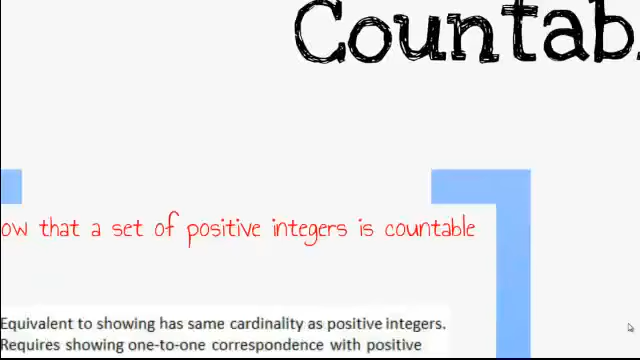 Countab
ow that a set of positive integers is countable
Equivalent to showing has same cardinality as positive integers.
Requires showing one-to-one correspondence with positive